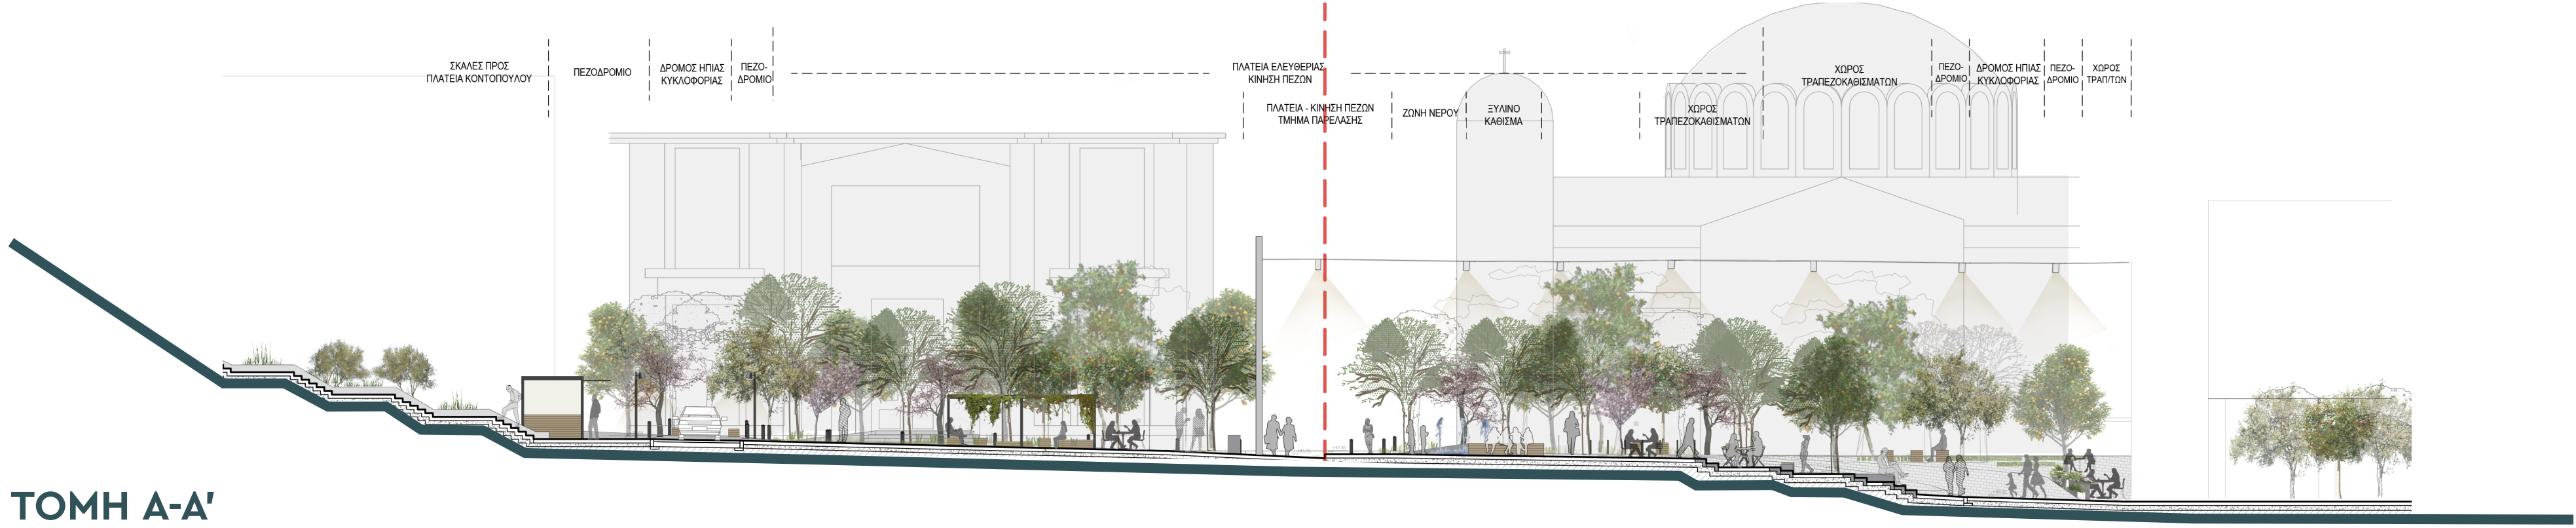 ΣΚΑΛΕΣ ΠΡΟΣ
ΠΛΑΤΕΙΑ ΚΟΝΤΟΠΟΥΛΟΥ
ΠΕΖΟΔΡΟΜΙΟ
ΔΡΟΜΟΣ ΗΠΙΑΣ
ΚΥΚΛΟΦΟΡΙΑΣ
ΠΕΖΟ-
ΔΡΟΜΙΟ
ΠΛΑΤΕΙΑ ΕΛΕΥΘΕΡΙΑΣ
ΚΙΝΗΣΗ ΠΕΖΩΝ
ΠΛΑΤΕΙΑ - ΚΙΝΗΣΗ ΠΕΖΩΝ
ΤΜΗΜΑ ΠΑΡΕΛΑΣΗΣ
ΖΩΝΗ ΝΕΡΟΥ
ΞΥΛΙΝΟ
ΚΑΘΙΣΜΑ
ΧΩΡΟΣ
ΤΡΑΠΕΖΟΚΑΘΙΣΜΑΤΩΝ
ΧΩΡΟΣ
ΤΡΑΠΕΖΟΚΑΘΙΣΜΑΤΩΝ
ΠΕΖΟ-
ΔΡΟΜΙΟ
ΔΡΟΜΟΣ ΗΠΙΑΣ
ΚΥΚΛΟΦΟΡΙΑΣ
ΠΕΖΟ-
ΔΡΟΜΙΟ
ΧΩΡΟΣ
ΤΡΑΠ/ΤΩΝ
ΤΟΜΗ Α-Α'